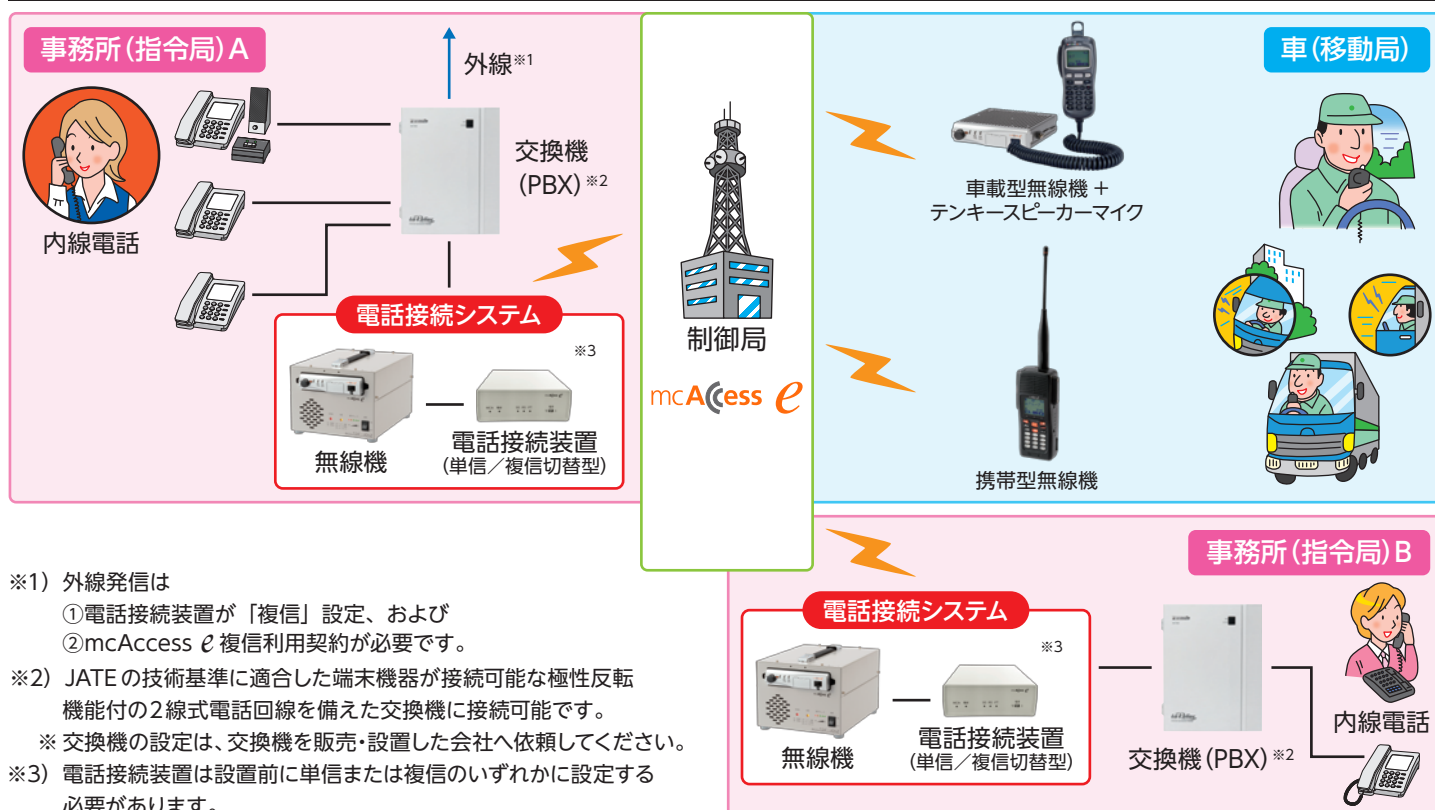 事務所(指令局)A
外線※1
交換機
(PBX)※2
内線電話
電話接続システム
※3
無線機
電話接続装置
(単信／複信切替型)
制御局
mcAccess e
車(移動局)
車載型無線機 +
テンキースピーカーマイク
携帯型無線機
事務所(指令局)B
電話接続システム
※3
無線機
電話接続装置
(単信／複信切替型)
交換機(PBX)※2
内線電話
※1) 外線発信は
①電話接続装置が「複信」設定、および
②mcAccess e 複信利用契約が必要です。
※2) JATEの技術基準に適合した端末機器が接続可能な極性反転
機能付の2線式電話回線を備えた交換機に接続可能です。
※ 交換機の設定は、交換機を販売・設置した会社へ依頼してください。
※3) 電話接続装置は設置前に単信または複信のいずれかに設定する
必要があります。